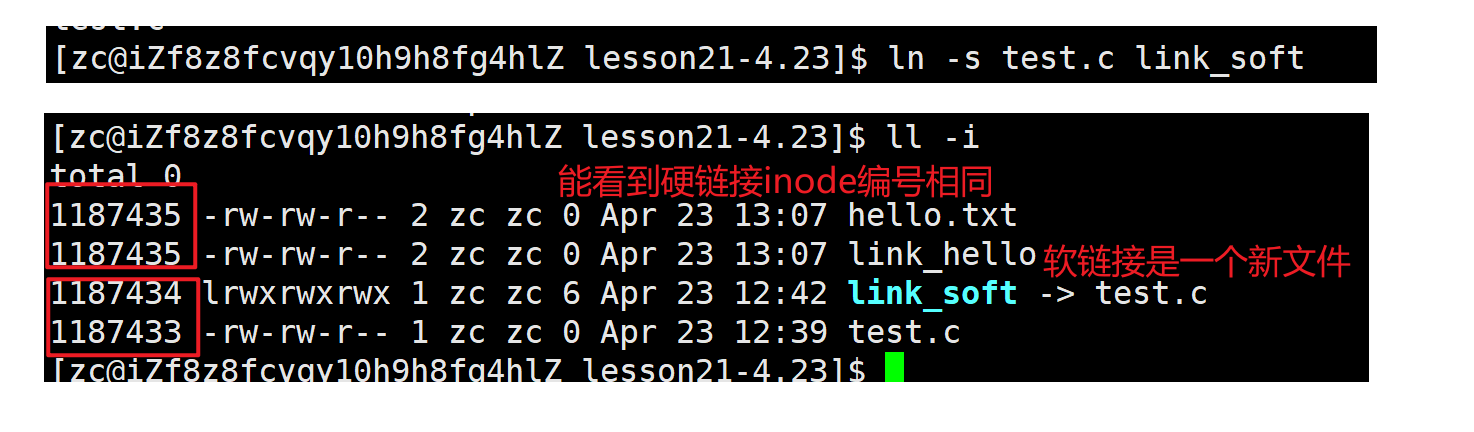 test.c
[zc@iZf8z8fcvqy10h9h8fg4hlZ lesson21-4.23]$ ln -s test.c link_soft
[zc@iZf8z8fcvqy10h9h8fg4hlZ lesson21-4.23]$ ll -i
total 0
能看到硬链接inode编号相同
1187435 -rw-rw-r-- 2 zc zc 0 Apr 23 13:07 hello.txt
1187435 -rw-rw-r-- 2 zc zc 0 Apr 23 13:07 link_hello
软链接是一个新文件
1187434 lrwxrwxrwx 1 zc zc 6 Apr 23 12:42 link_soft -> test.c
1187433 -rw-rw-r-- 1 zc zc 0 Apr 23 12:39 test.c
[zc@iZf8z8fcvqy10h9h8fg4hlZ lesson21-4.23]$